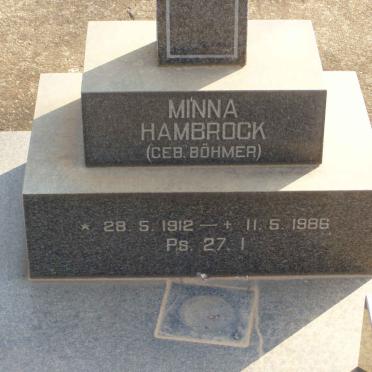 MINNA
HAMBROCK
(GEB. BÖHMER)
* 28. 5. 1912 — + 11. 5. 1986
Ps. 27. 1